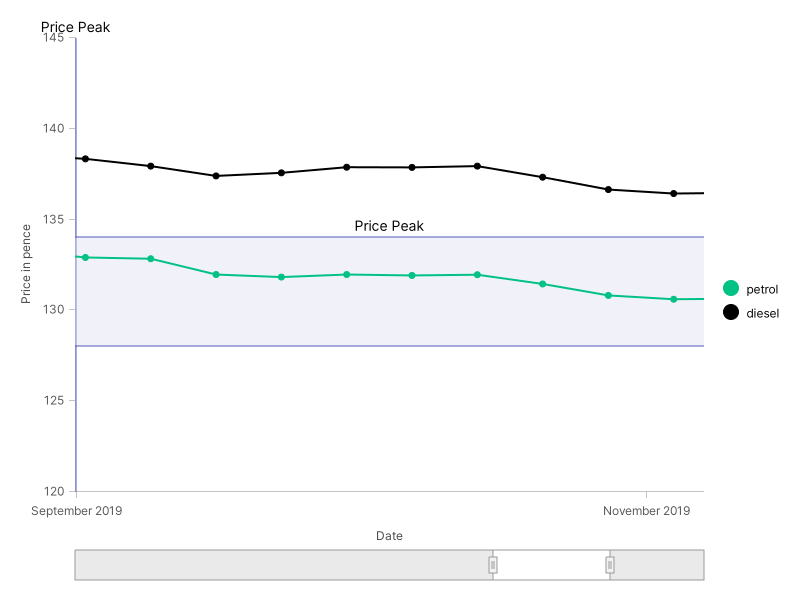 Price Peak
145
140
135
130
125
120
Price in pence
Price Peak
petrol
diesel
September 2019
November 2019
Date